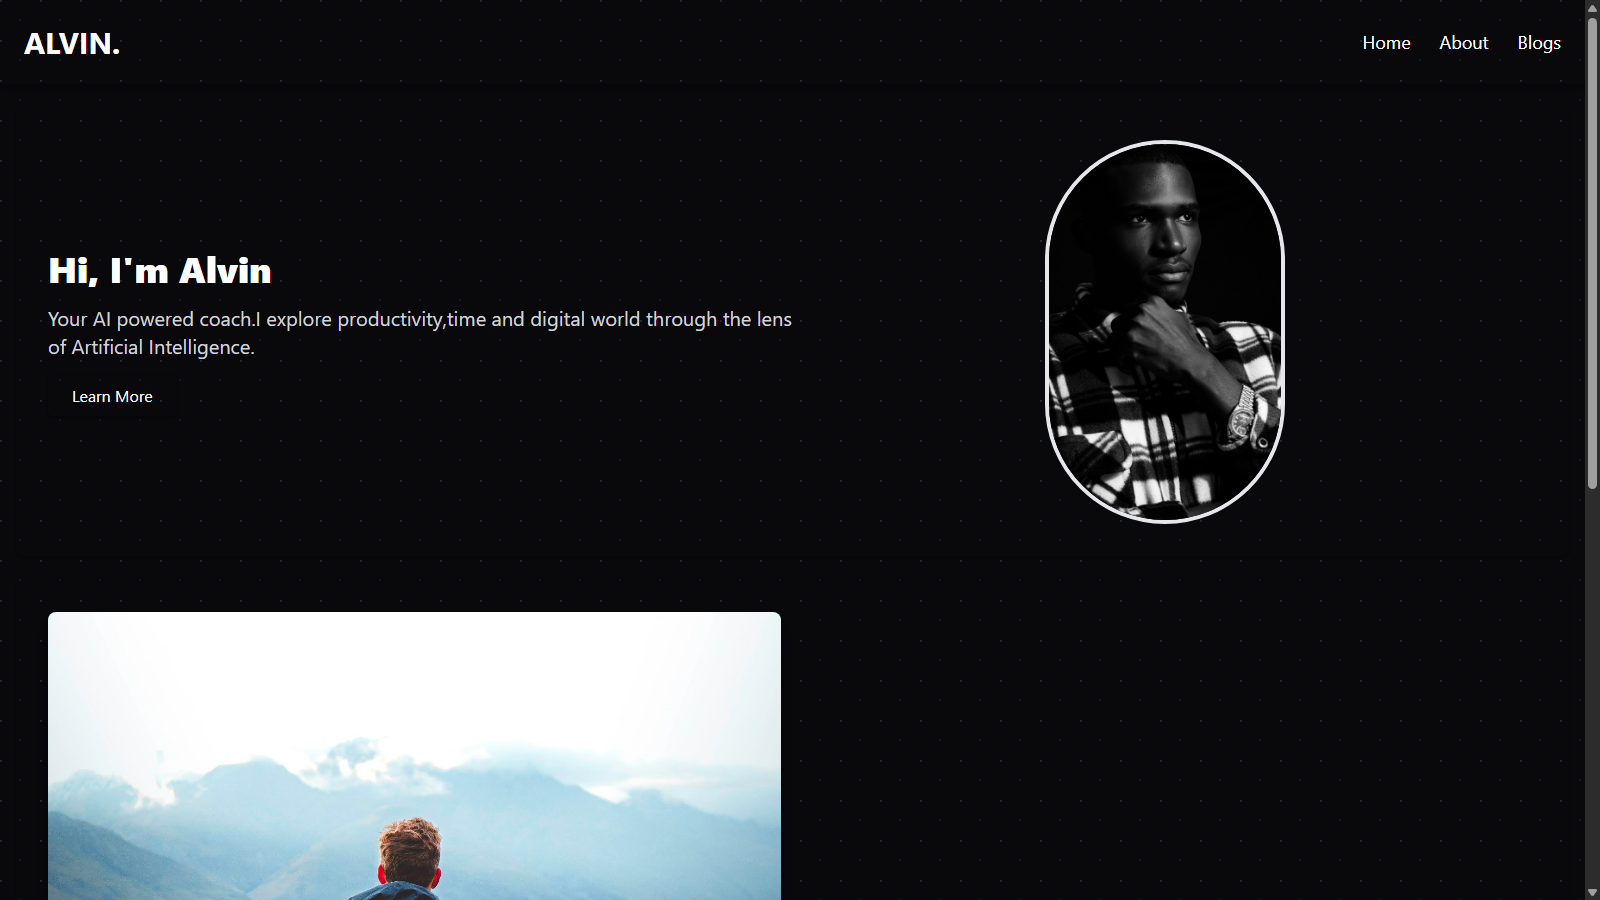 ALVIN.
Home About Blogs
Hi, I'm Alvin
Your AI powered coach.I explore productivity,time and digital world through the lens
of Artificial Intelligence.
Learn More